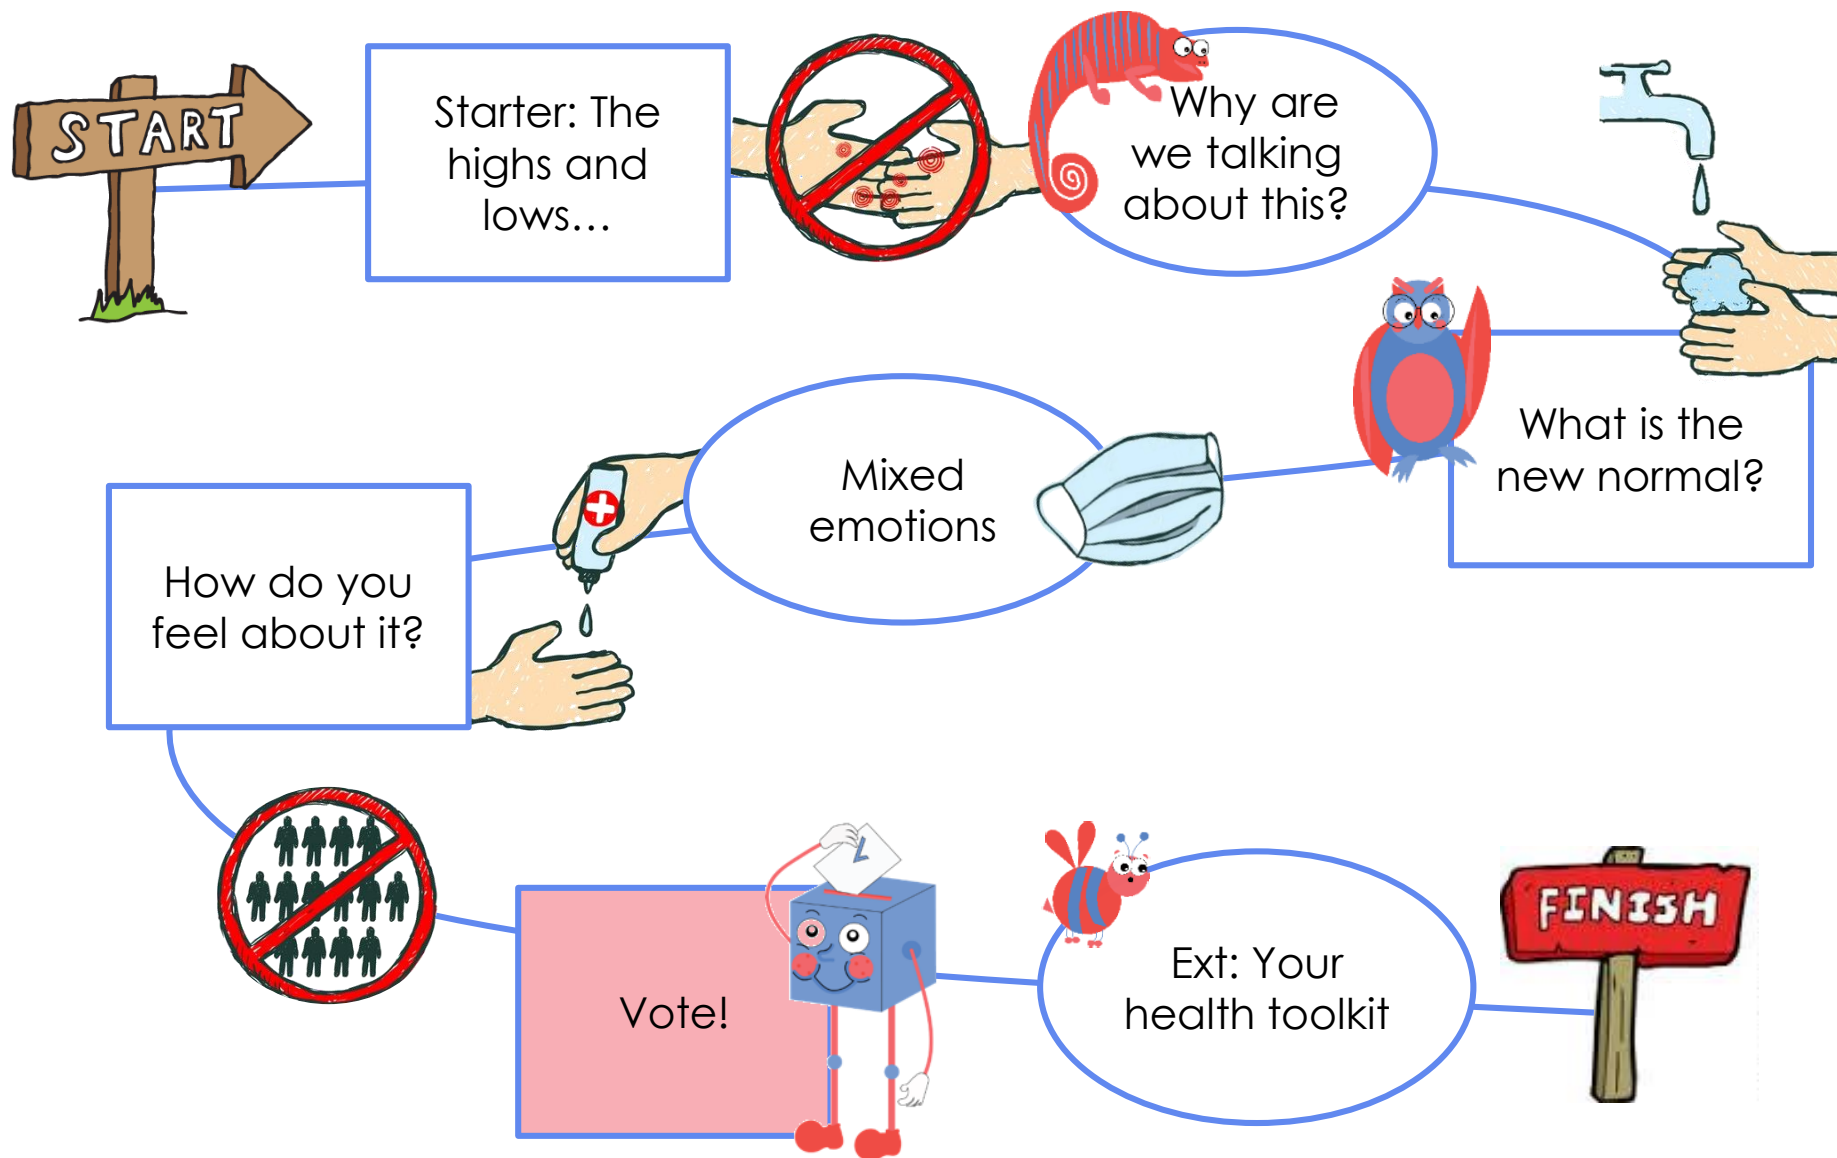 START
Starter: The
highs and
lows...
Why are
we talking
about this?
What is the
new normal?
Mixed
emotions
How do you
feel about it?
Vote!
Ext: Your
health toolkit
FINISH